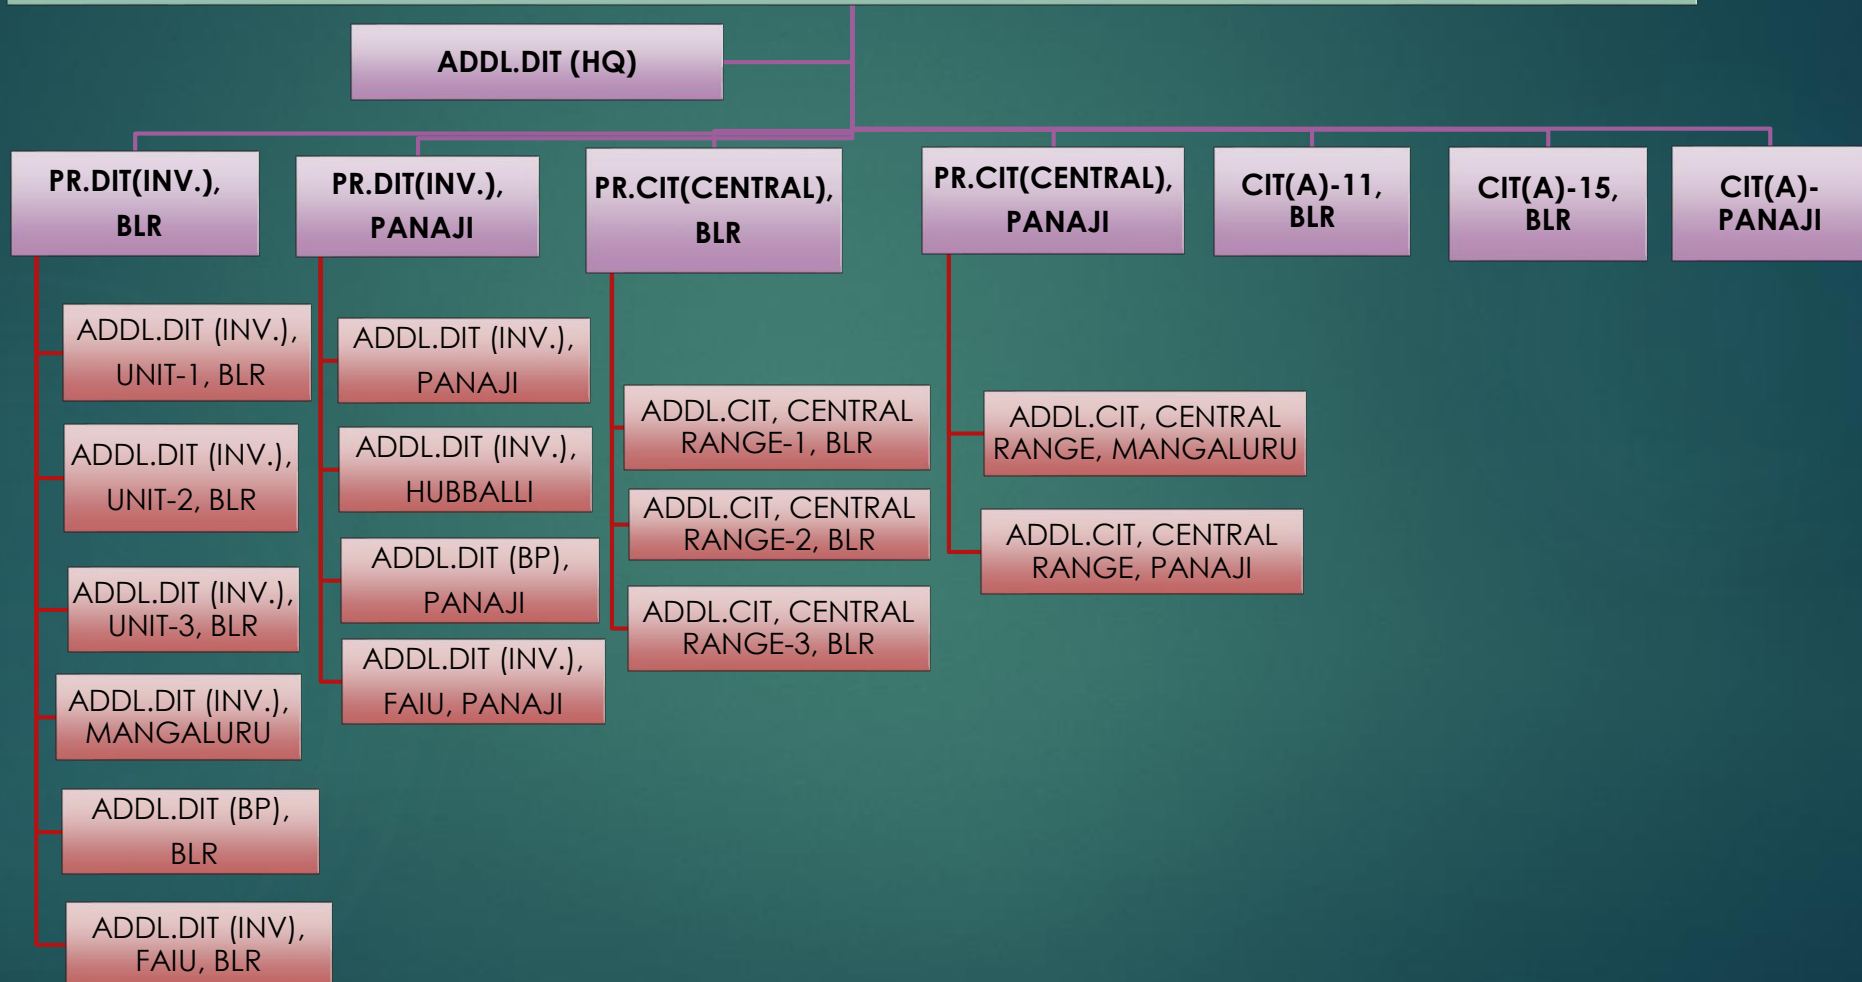 ADDL.DIT (HQ)
PR.DIT(INV.),
BLR
PR.DIT(INV.),
PANAJI
PR.CIT(CENTRAL),
BLR
PR.CIT(CENTRAL),
PANAJI
CIT(A)-11,
BLR
CIT(A)-15,
BLR
CIT(A)-
PANAJI
ADDL.DIT (INV.),
UNIT-1, BLR
ADDL.DIT (INV.),
UNIT-2, BLR
ADDL.DIT (INV.),
UNIT-3, BLR
ADDL.DIT (INV.),
MANGALURU
ADDL.DIT (BP),
BLR
ADDL.DIT (INV),
FAIU, BLR
ADDL.DIT (INV.),
PANAJI
ADDL.DIT (INV.),
HUBBALLI
ADDL.DIT (BP),
PANAJI
ADDL.DIT (INV.),
FAIU, PANAJI
ADDL.CIT, CENTRAL
RANGE-1, BLR
ADDL.CIT, CENTRAL
RANGE-2, BLR
ADDL.CIT, CENTRAL
RANGE-3, BLR
ADDL.CIT, CENTRAL
RANGE, MANGALURU
ADDL.CIT, CENTRAL
RANGE, PANAJI